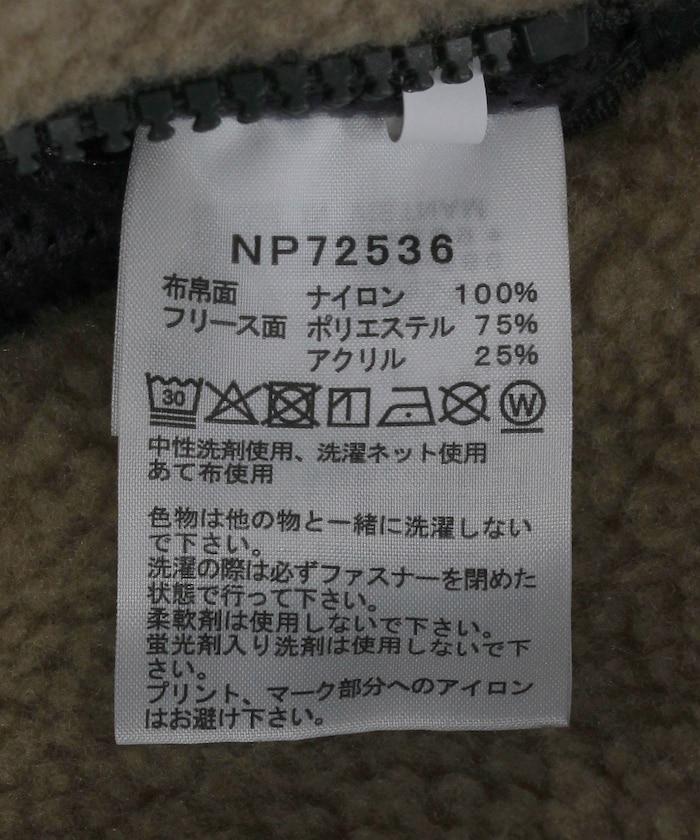 NP72536
布帛面 ナイロン 100%
フリース面 ポリエステル 75%
アクリル 25%
30 W
中性洗剤使用、洗濯ネット使用
あて布使用
色物は他の物と一緒に洗濯しない
で下さい。
洗濯の際は必ずファスナーを閉めた
状態で行って下さい。
柔軟剤は使用しないで下さい。
蛍光剤入り洗剤は使用しないで下
さい。
プリント、マーク部分へのアイロン
はお避け下さい。